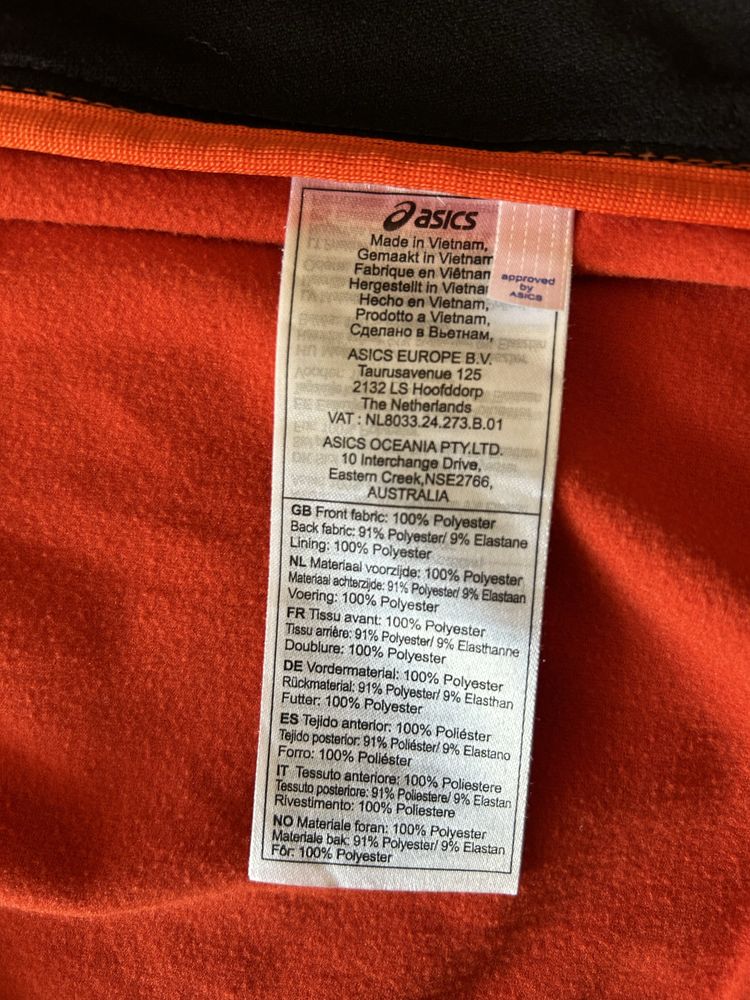 asics
Made in Vietnam,
Gemaakt in Vietnam
Fabrique en Viêtnam
Hergestellt in Vietna
Hecho en Vietnam,
Prodotto a Vietnam,
Сделано в Вьетнам,
approved
by
ASICS
ASICS EUROPE B.V.
Taurusavenue 125
2132 LS Hoofddorp
The Netherlands
VAT : NL8033.24.273.B.01
ASICS OCEANIA PTY.LTD.
10 Interchange Drive,
Eastern Creek,NSE2766,
AUSTRALIA
GB Front fabric: 100% Polyester
Back fabric: 91% Polyester/ 9% Elastane
Lining: 100% Polyester
NL Materiaal voorzijde: 100% Polyester
Materiaal achterzijde: 91% Polyester/ 9% Elastaan
Voering: 100% Polyester
FR Tissu avant: 100% Polyester
Tissu arrière: 91% Polyester/ 9% Elasthanne
Doublure: 100% Polyester
DE Vordermaterial: 100% Polyester
Rückmaterial: 91% Polyester/ 9% Elasthan
Futter: 100% Polyester
ES Tejido anterior: 100% Poliéster
Tejido posterior: 91% Poliéster/ 9% Elastano
Forro: 100% Poliéster
IT Tessuto anteriore: 100% Poliestere
Tessuto posteriore: 91% Poliestere/ 9% Elastan
Rivestimento: 100% Poliestere
NO Materiale foran: 100% Polyester
Materiale bak: 91% Polyester/ 9% Elastan
Fôr: 100% Polyester